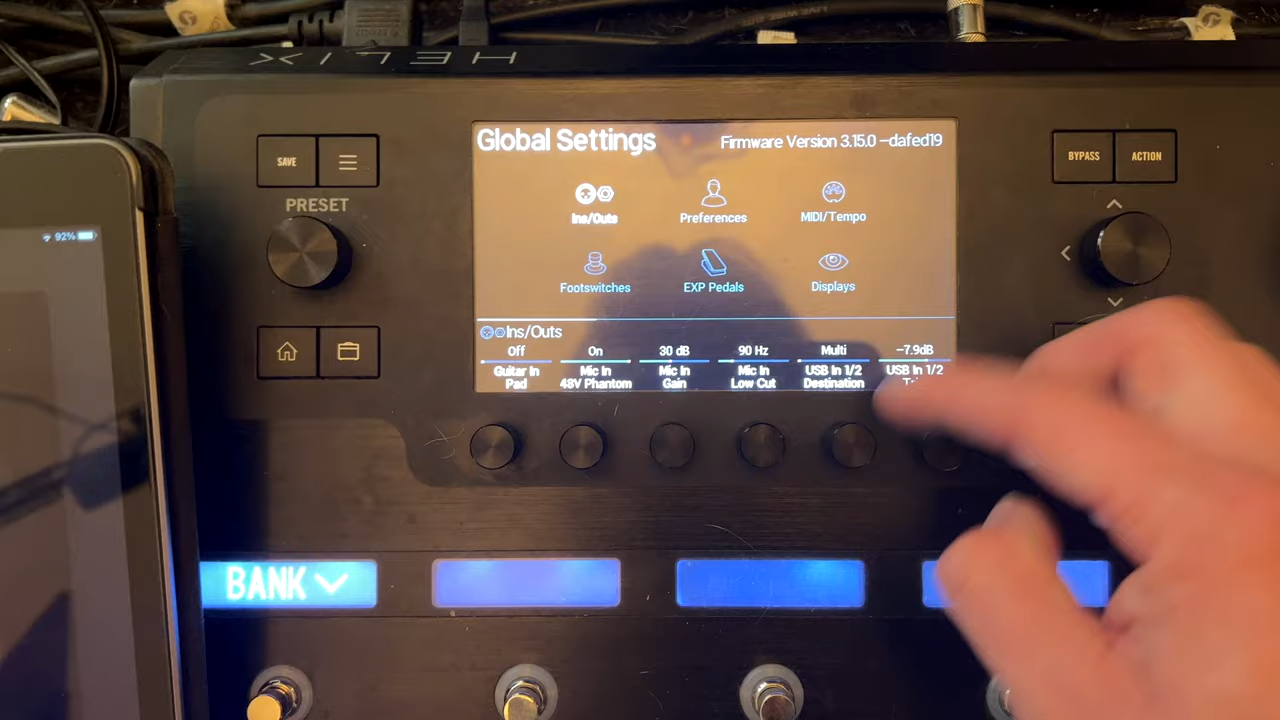 HELIX
Global Settings
Firmware Version 3.15.0 -dafed19
SAVE
PRESET
BYPASS
ACTION
92%
Ins/Outs
Preferences
MIDI/Tempo
Footswitches
EXP Pedals
Displays
Ins/Outs
Off
On
30 dB
90 Hz
Multi
-7.9dB
Guitar In
Pad
Mic In
48V Phantom
Mic In
Gain
Mic In
Low Cut
USB In 1/2
Destination
USB In 1/2
BANK